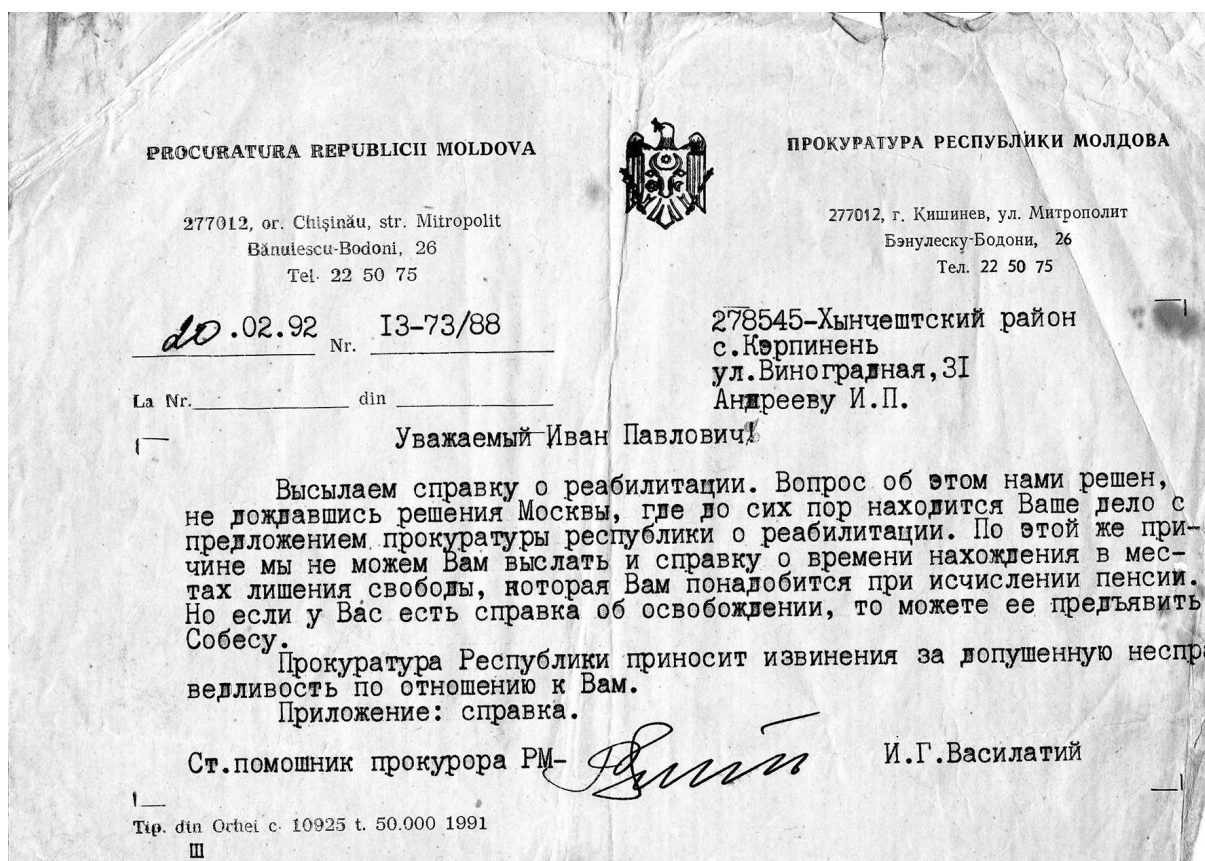 PROCURATURA REPUBLICII MOLDOVA
277012, or. Chişinău, str. Mitropolit
Bănulescu-Bodoni, 26
Tel. 22 50 75
ПРОКУРАТУРА РЕСПУБЛИКИ МОЛДОВА
277012, г. Кишинев, ул. Митрополит
Бэнулеску-Бодони, 26
Тел. 22 50 75
20.02.92 Nr. I3-73/88
La Nr. din
278545-Хынчештский район
с.Кэрпинень
ул.Виноградная,3I
Андрееву И.П.
Уважаемый Иван Павлович!
Высылаем справку о реабилитации. Вопрос об этом нами решен,
не дождавшись решения Москвы, где до сих пор находится Ваше дело с
предложением прокуратуры республики о реабилитации. По этой же при-
чине мы не можем Вам выслать и справку о времени нахождения в мес-
тах лишения свободы, которая Вам понадобится при исчислении пенсии.
Но если у Вас есть справка об освобождении, то можете ее предъявить
Собесу.
Прокуратура Республики приносит извинения за допушенную неспра
ведливость по отношению к Вам.
Приложение: справка.
Ст.помошник прокурора РМ- И.Г.Василатий
Tip. din Orhei c. 10925 t. 50.000 1991
Ш